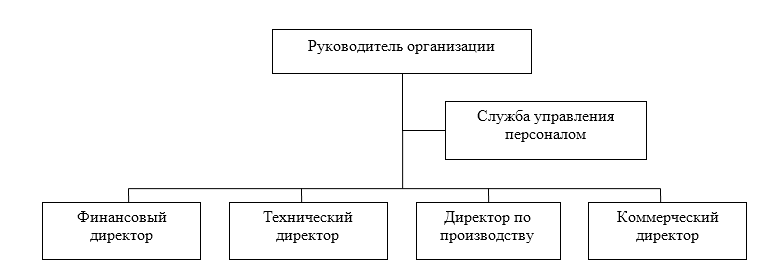 Руководитель организации
Служба управления
персоналом
Финансовый
директор
Технический
директор
Директор по
производству
Коммерческий
директор